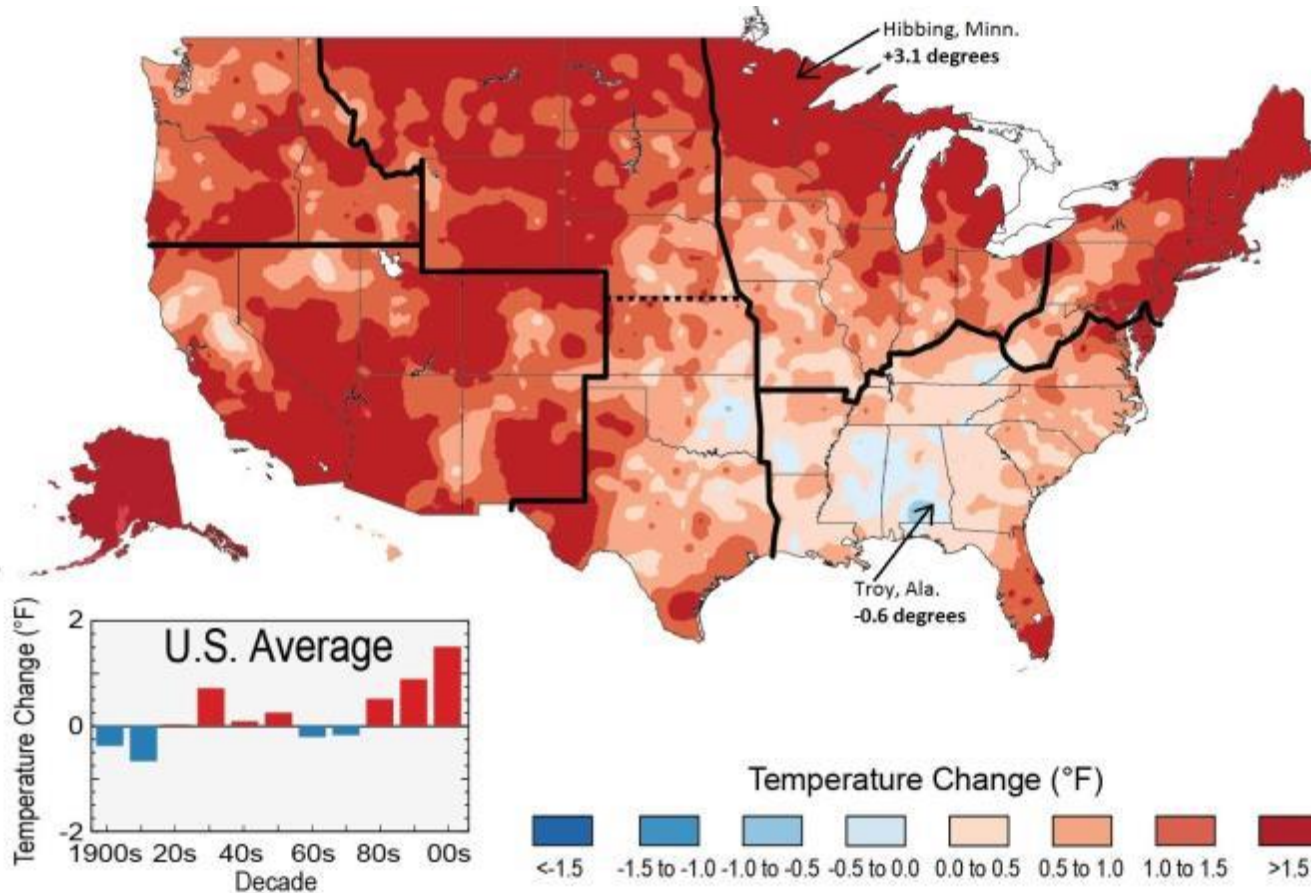 Hibbing, Minn.
+3.1 degrees
Troy, Ala.
-0.6 degrees
U.S. Average
Temperature Change (°F)
2
0
-2
1900s 20s 40s 60s 80s 00s
Decade
Temperature Change (°F)
<-1.5 -1.5 to -1.0 -1.0 to -0.5 -0.5 to 0.0 0.0 to 0.5 0.5 to 1.0 1.0 to 1.5 >1.5